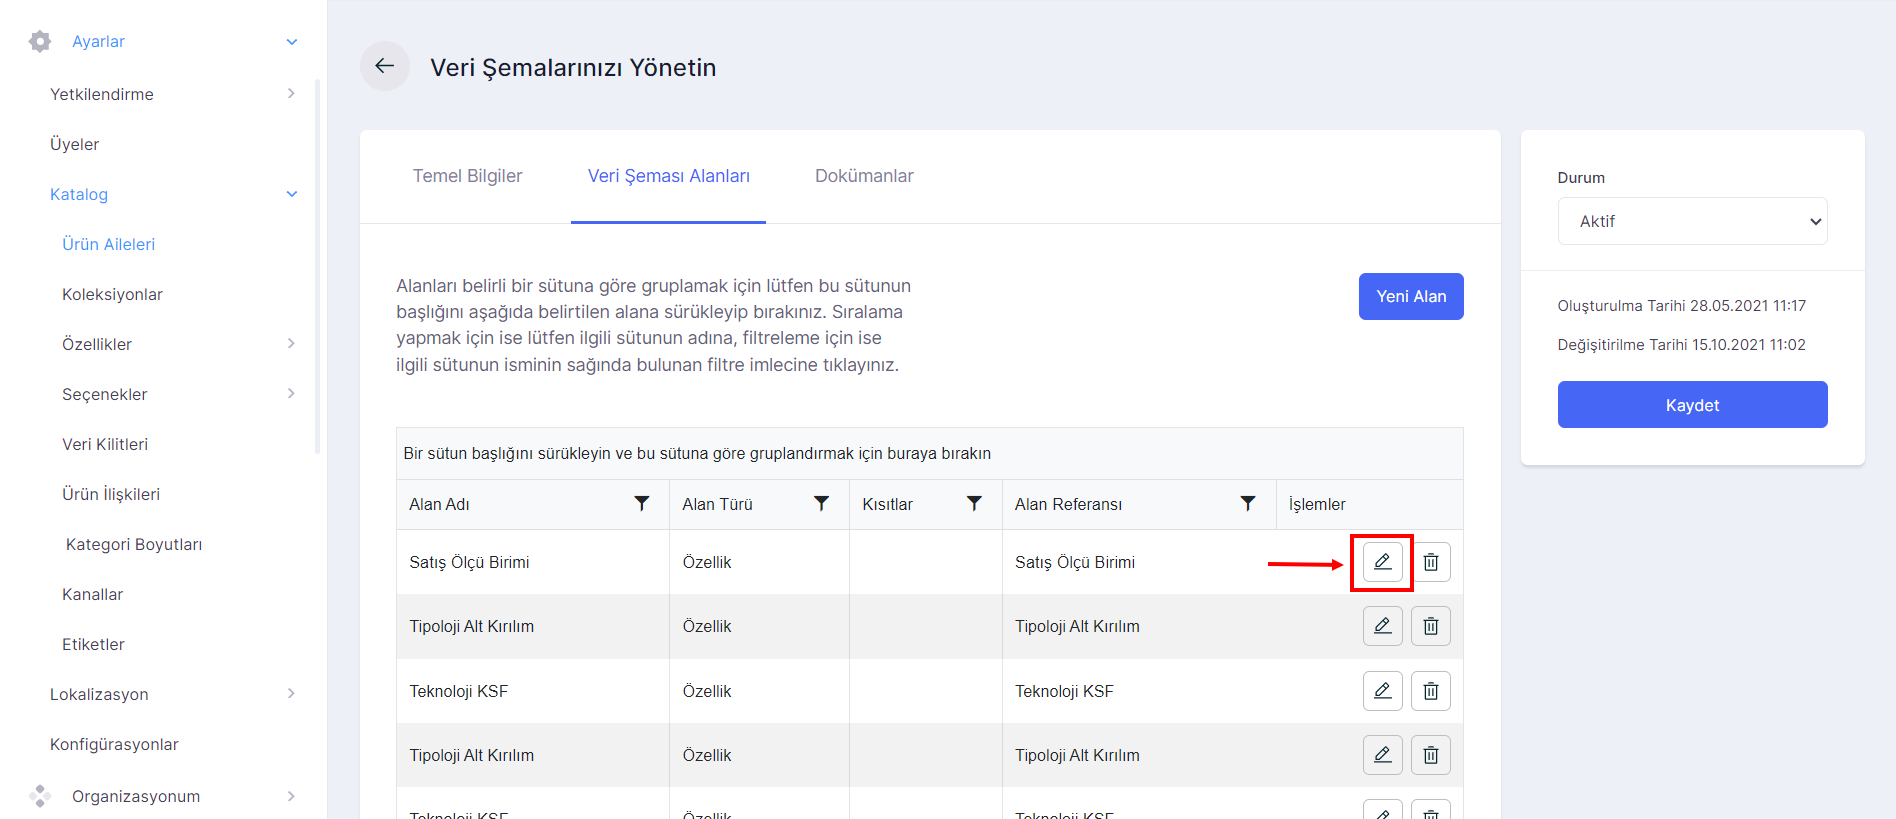 Ayarlar
Yetkilendirme
Üyeler
Katalog
Ürün Aileleri
Koleksiyonlar
Özellikler
Seçenekler
Veri Kilitleri
Ürün İlişkileri
Kategori Boyutları
Kanallar
Etiketler
Lokalizasyon
Konfigürasyonlar
Organizasyonum
Veri Şemalarınızı Yönetin
Temel Bilgiler Veri Şeması Alanları Dokümanlar
Alanları belirli bir sütuna göre gruplamak için lütfen bu sütunun
başlığını aşağıda belirtilen alana sürükleyip bırakınız. Sıralama
yapmak için ise lütfen ilgili sütunun adına, filtreleme için ise
ilgili sütunun isminin sağında bulunan filtre imlecine tıklayınız.
Yeni Alan
Bir sütun başlığını sürükleyin ve bu sütuna göre gruplandırmak için buraya bırakın
Alan Adı Alan Türü Kısıtlar Alan Referansı İşlemler
Satış Ölçü Birimi Özellik Satış Ölçü Birimi
Tipoloji Alt Kırılım Özellik Tipoloji Alt Kırılım
Teknoloji KSF Özellik Teknoloji KSF
Tipoloji Alt Kırılım Özellik Tipoloji Alt Kırılım
Teknoloji KSF Özellik Teknoloji KSF
Durum
Aktif
Oluşturulma Tarihi 28.05.2021 11:17
Değişitirilme Tarihi 15.10.2021 11:02
Kaydet